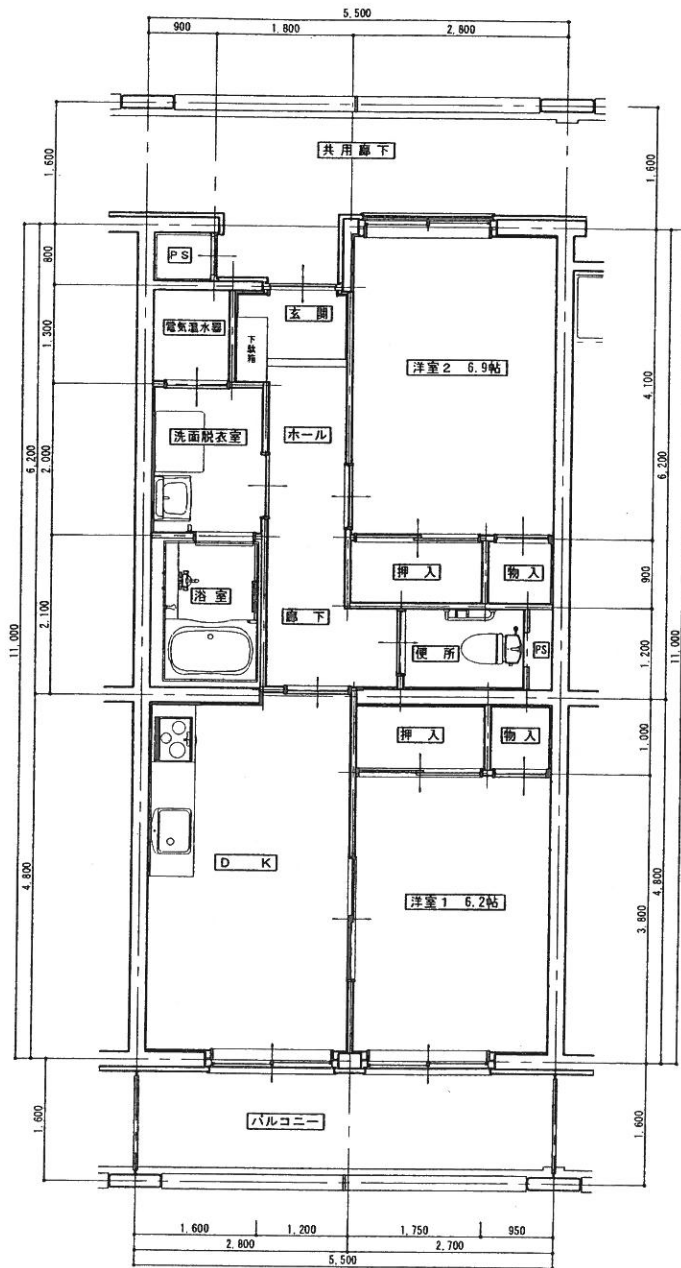 5,500
900
1,800
2,800
共用廊下
1,600
1,600
PS
800
玄関
電気温水器
下駄箱
1,300
洋室2 6.9帖
4,100
洗面脱衣室
ホール
2,000
6,200
6,200
押入
物入
900
浴室
廊下
便所
PS
2,100
1,200
11,000
11,000
押入
物入
1,000
DK
洋室1 6.2帖
4,800
4,800
3,800
バルコニー
1,600
1,600
1,600
1,200
1,750
950
2,800
2,700
5,500